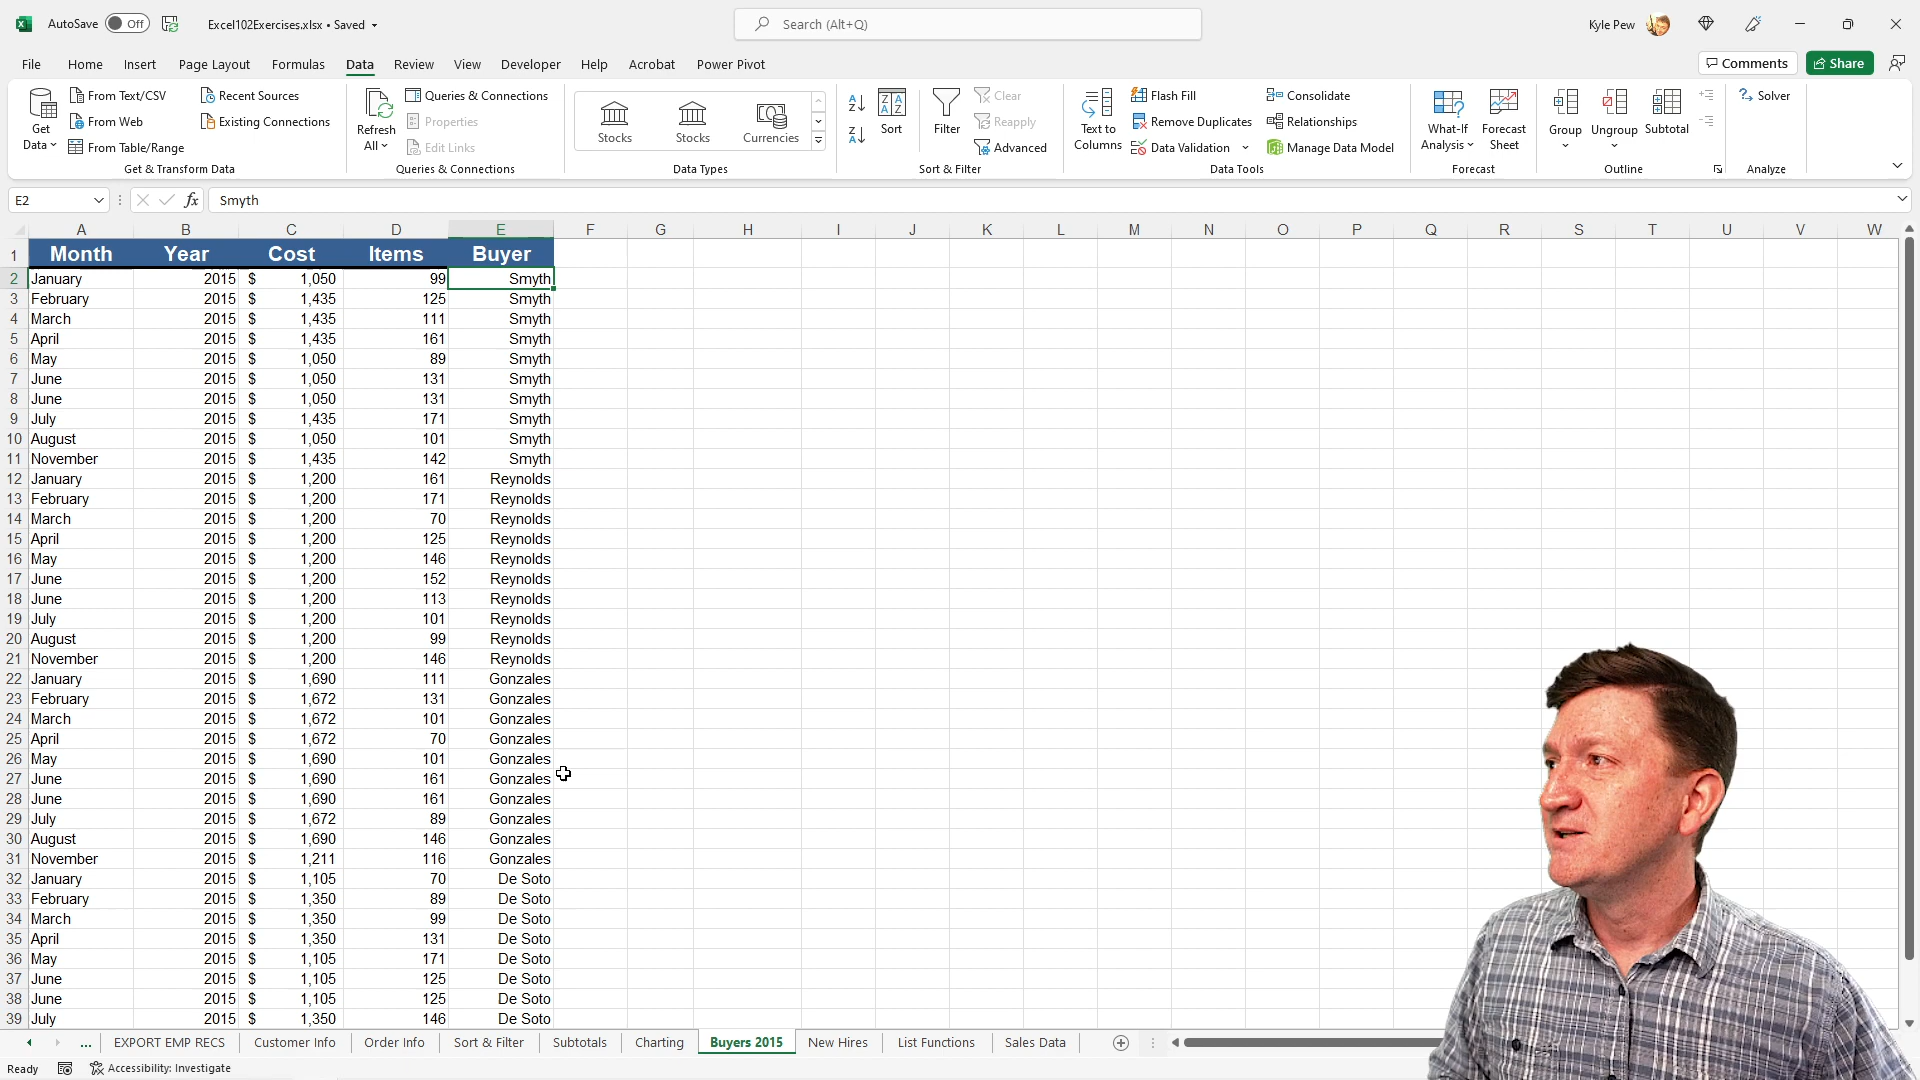 AutoSave Off Excel102Exercises.xlsx • Saved Search (Alt+Q) Kyle Pew
File Home Insert Page Layout Formulas Data Review View Developer Help Acrobat Power Pivot Comments Share
Get Data From Text/CSV From Web From Table/Range Recent Sources Existing Connections
Get & Transform Data
Refresh All Queries & Connections Properties Edit Links
Queries & Connections
Stocks Stocks Currencies
Data Types
Sort Filter Clear Reapply Advanced
Sort & Filter
Text to Columns Flash Fill Remove Duplicates Data Validation Consolidate Relationships Manage Data Model
Data Tools
What-If Analysis Forecast Sheet
Forecast
Group Ungroup Subtotal
Outline
Solver
Analyze
E2 fx Smyth
A B C D E F G H I J K L M N O P Q R S T U V W
1 Month Year Cost Items Buyer
2 January 2015 $ 1,050 99 Smyth
3 February 2015 $ 1,435 125 Smyth
4 March 2015 $ 1,435 111 Smyth
5 April 2015 $ 1,435 161 Smyth
6 May 2015 $ 1,050 89 Smyth
7 June 2015 $ 1,050 131 Smyth
8 June 2015 $ 1,050 131 Smyth
9 July 2015 $ 1,435 171 Smyth
10 August 2015 $ 1,050 101 Smyth
11 November 2015 $ 1,435 142 Smyth
12 January 2015 $ 1,200 161 Reynolds
13 February 2015 $ 1,200 171 Reynolds
14 March 2015 $ 1,200 70 Reynolds
15 April 2015 $ 1,200 125 Reynolds
16 May 2015 $ 1,200 146 Reynolds
17 June 2015 $ 1,200 152 Reynolds
18 June 2015 $ 1,200 113 Reynolds
19 July 2015 $ 1,200 101 Reynolds
20 August 2015 $ 1,200 99 Reynolds
21 November 2015 $ 1,200 146 Reynolds
22 January 2015 $ 1,690 111 Gonzales
23 February 2015 $ 1,672 131 Gonzales
24 March 2015 $ 1,672 101 Gonzales
25 April 2015 $ 1,672 70 Gonzales
26 May 2015 $ 1,690 101 Gonzales
27 June 2015 $ 1,690 161 Gonzales
28 June 2015 $ 1,690 161 Gonzales
29 July 2015 $ 1,672 89 Gonzales
30 August 2015 $ 1,690 146 Gonzales
31 November 2015 $ 1,211 116 Gonzales
32 January 2015 $ 1,105 70 De Soto
33 February 2015 $ 1,350 89 De Soto
34 March 2015 $ 1,350 99 De Soto
35 April 2015 $ 1,350 131 De Soto
36 May 2015 $ 1,105 171 De Soto
37 June 2015 $ 1,105 125 De Soto
38 June 2015 $ 1,105 125 De Soto
39 July 2015 $ 1,350 146 De Soto
... EXPORT EMP RECS Customer Info Order Info Sort & Filter Subtotals Charting Buyers 2015 New Hires List Functions Sales Data
Ready Accessibility: Investigate